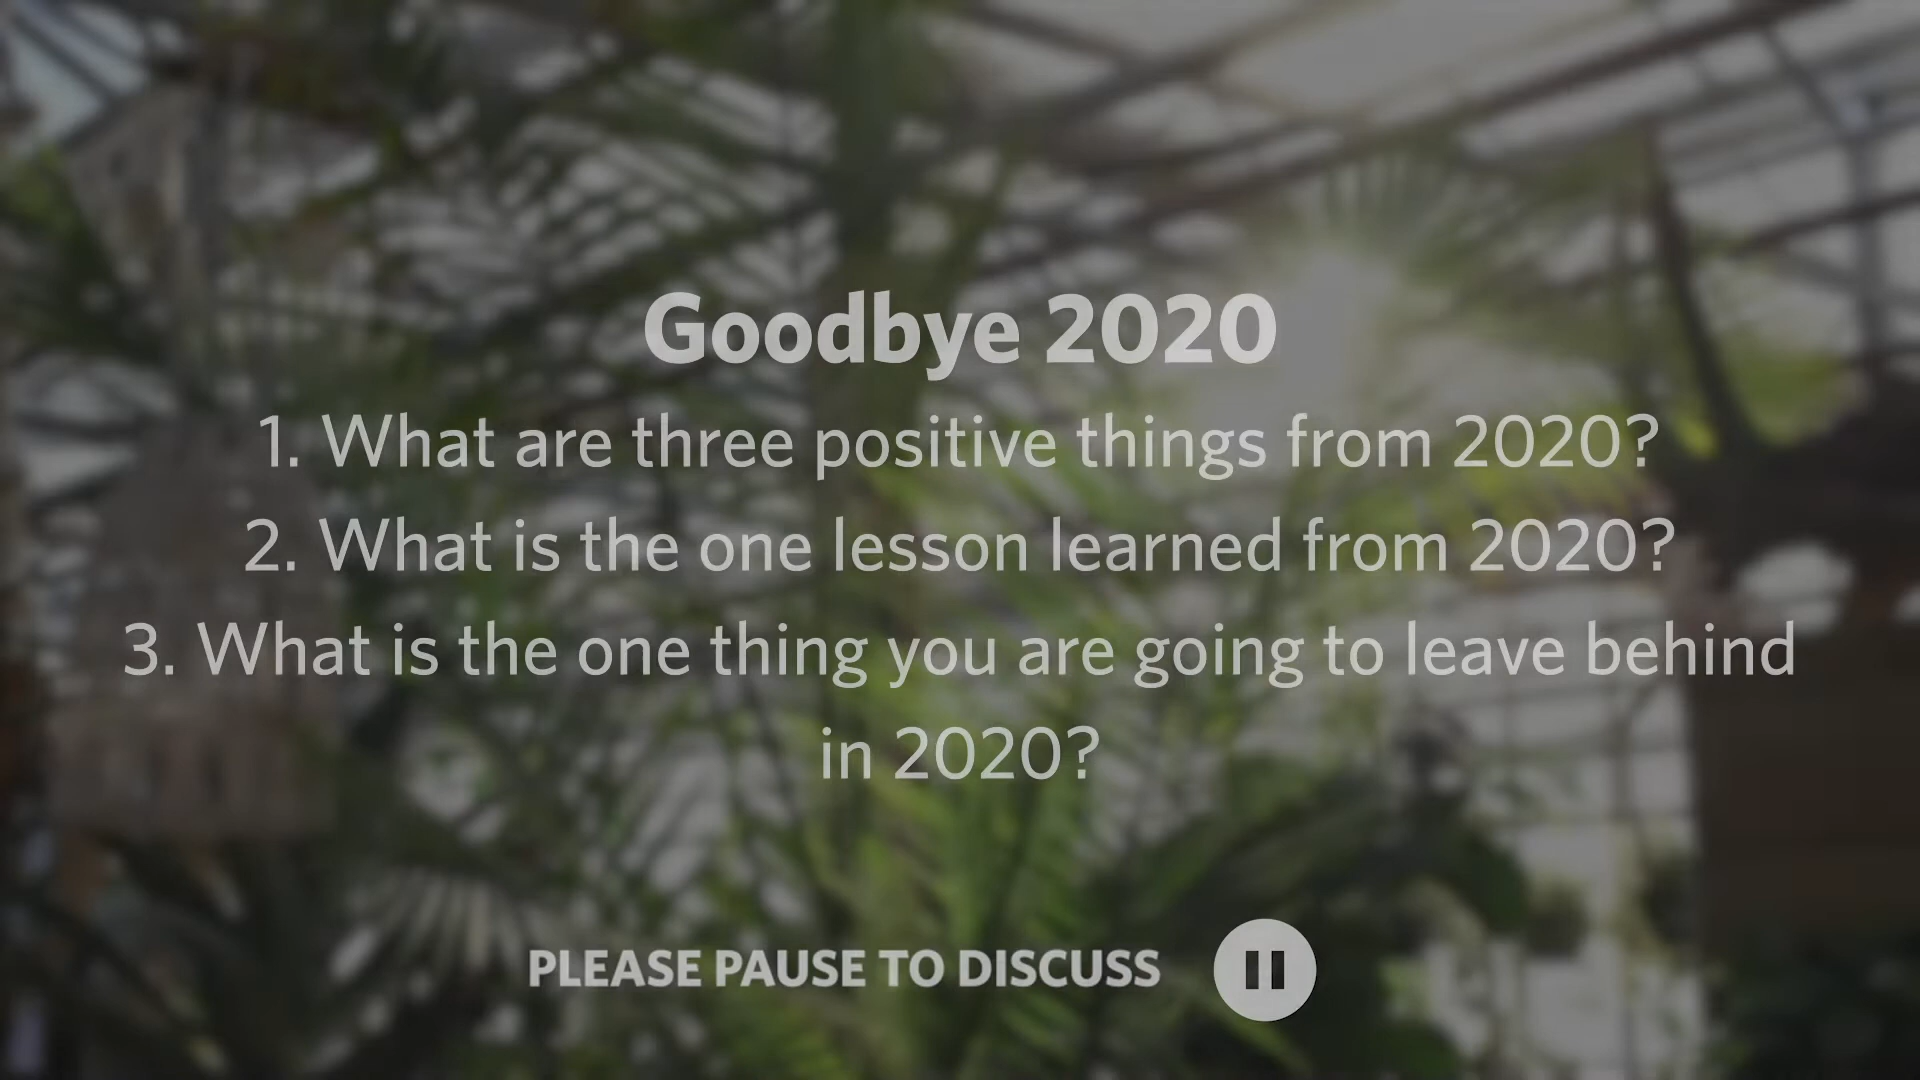 Goodbye 2020
1. What are three positive things from 2020?
2. What is the one lesson learned from 2020?
3. What is the one thing you are going to leave behind
in 2020?
PLEASE PAUSE TO DISCUSS